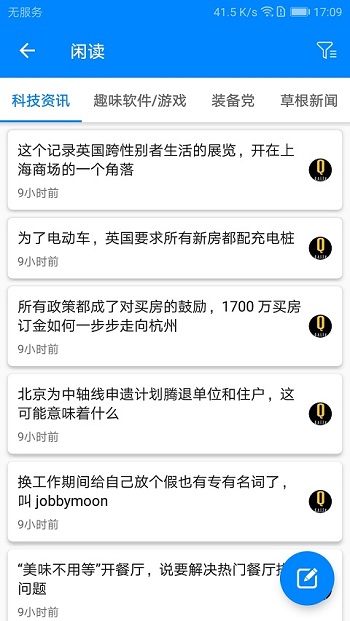 无服务 41.5 K/s 17:09
闲读
科技资讯 趣味软件/游戏 装备党 草根新闻
这个记录英国跨性别者生活的展览，开在上
海商场的一个角落
9小时前
为了电动车，英国要求所有新房都配充电桩
9小时前
所有政策都成了对买房的鼓励，1700 万买房
订金如何一步步走向杭州
9小时前
北京为中轴线申遗计划腾退单位和住户，这
可能意味着什么
9小时前
换工作期间给自己放个假也有专有名词了，
叫 jobbymoon
9小时前
“美味不用等”开餐厅，说要解决热门餐厅
问题
9小时前